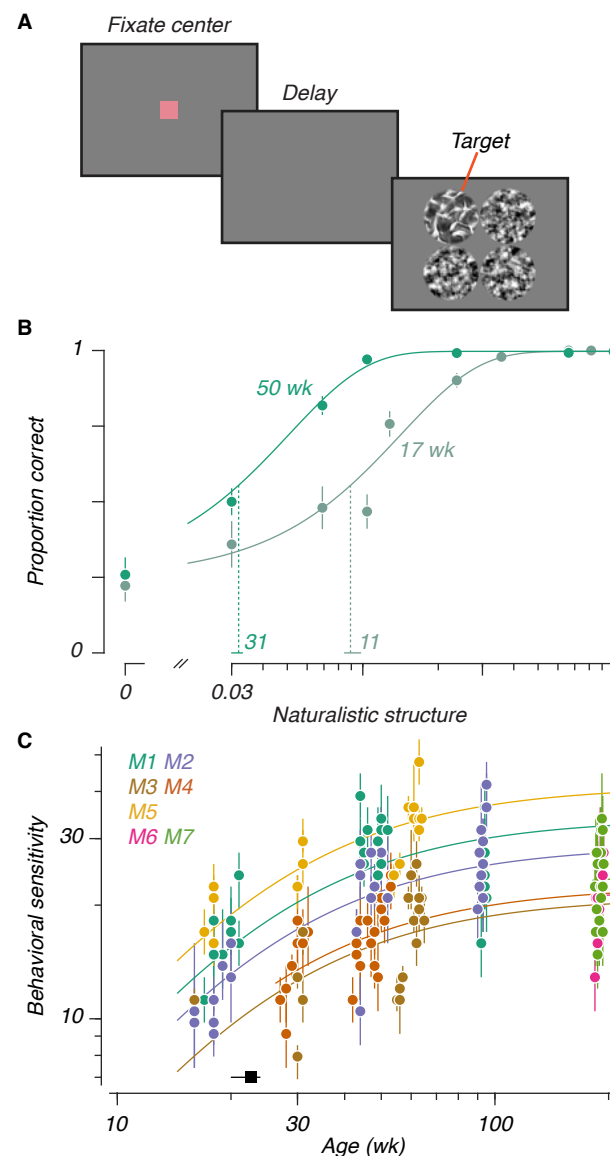 A
Fixate center
Delay
Target
B
1
50 wk
17 wk
Proportion correct
31
11
0
0
0.03
Naturalistic structure
C
M1 M2
M3 M4
M5
M6 M7
30
Behavioral sensitivity
10
10
30
100
Age (wk)